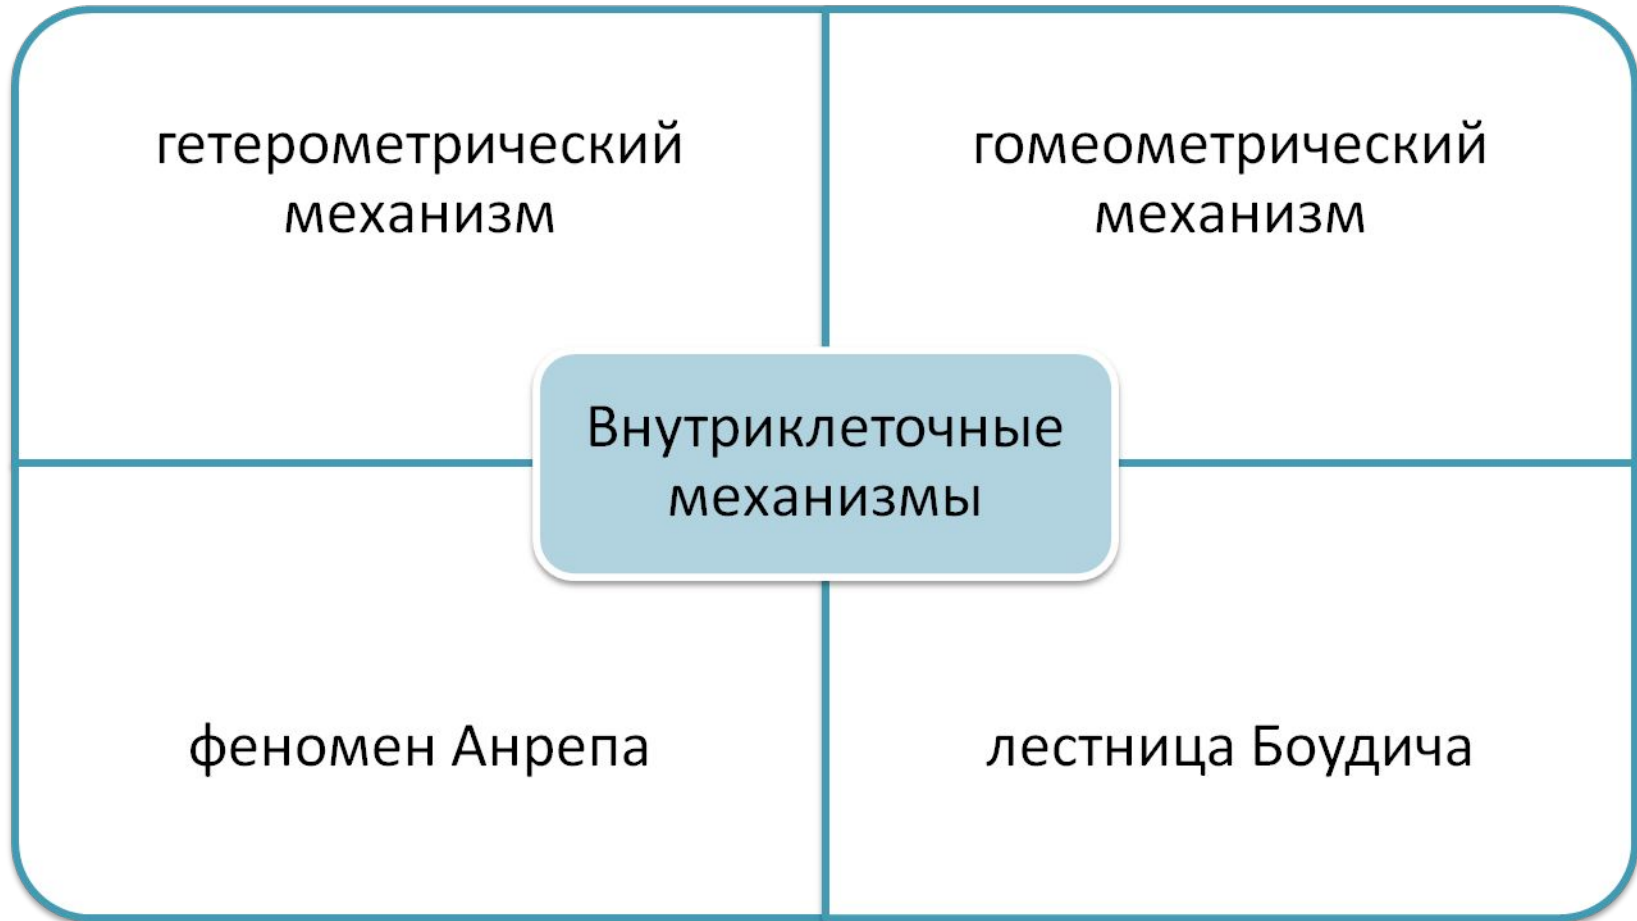 гетерометрический
механизм
гомеометрический
механизм
Внутриклеточные
механизмы
феномен Анрепа
лестница Боудича